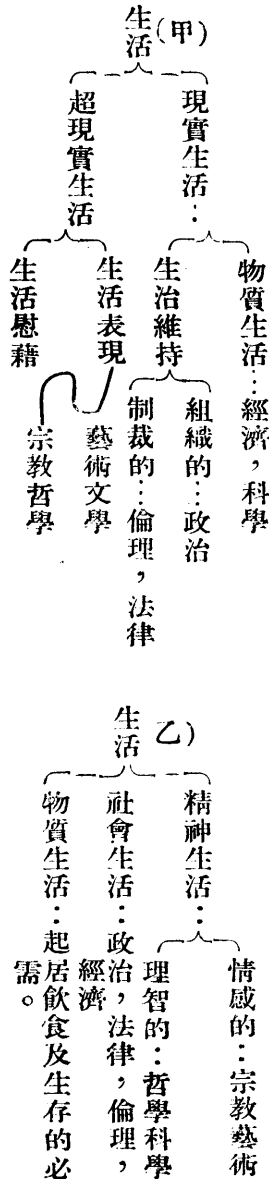 (甲)
生活
現實生活：
物質生活…經濟，科學
生治維持
組織的…政治
制裁的…倫理，法律
超現實生活
生活表現
藝術文學
生活慰藉
宗教哲學
乙)
生活
精神生活：
情感的：宗教藝術
理智的：哲學科學
社會生活：政治，法律，倫理，
經濟
物質生活：起居飲食及生存的必
需。